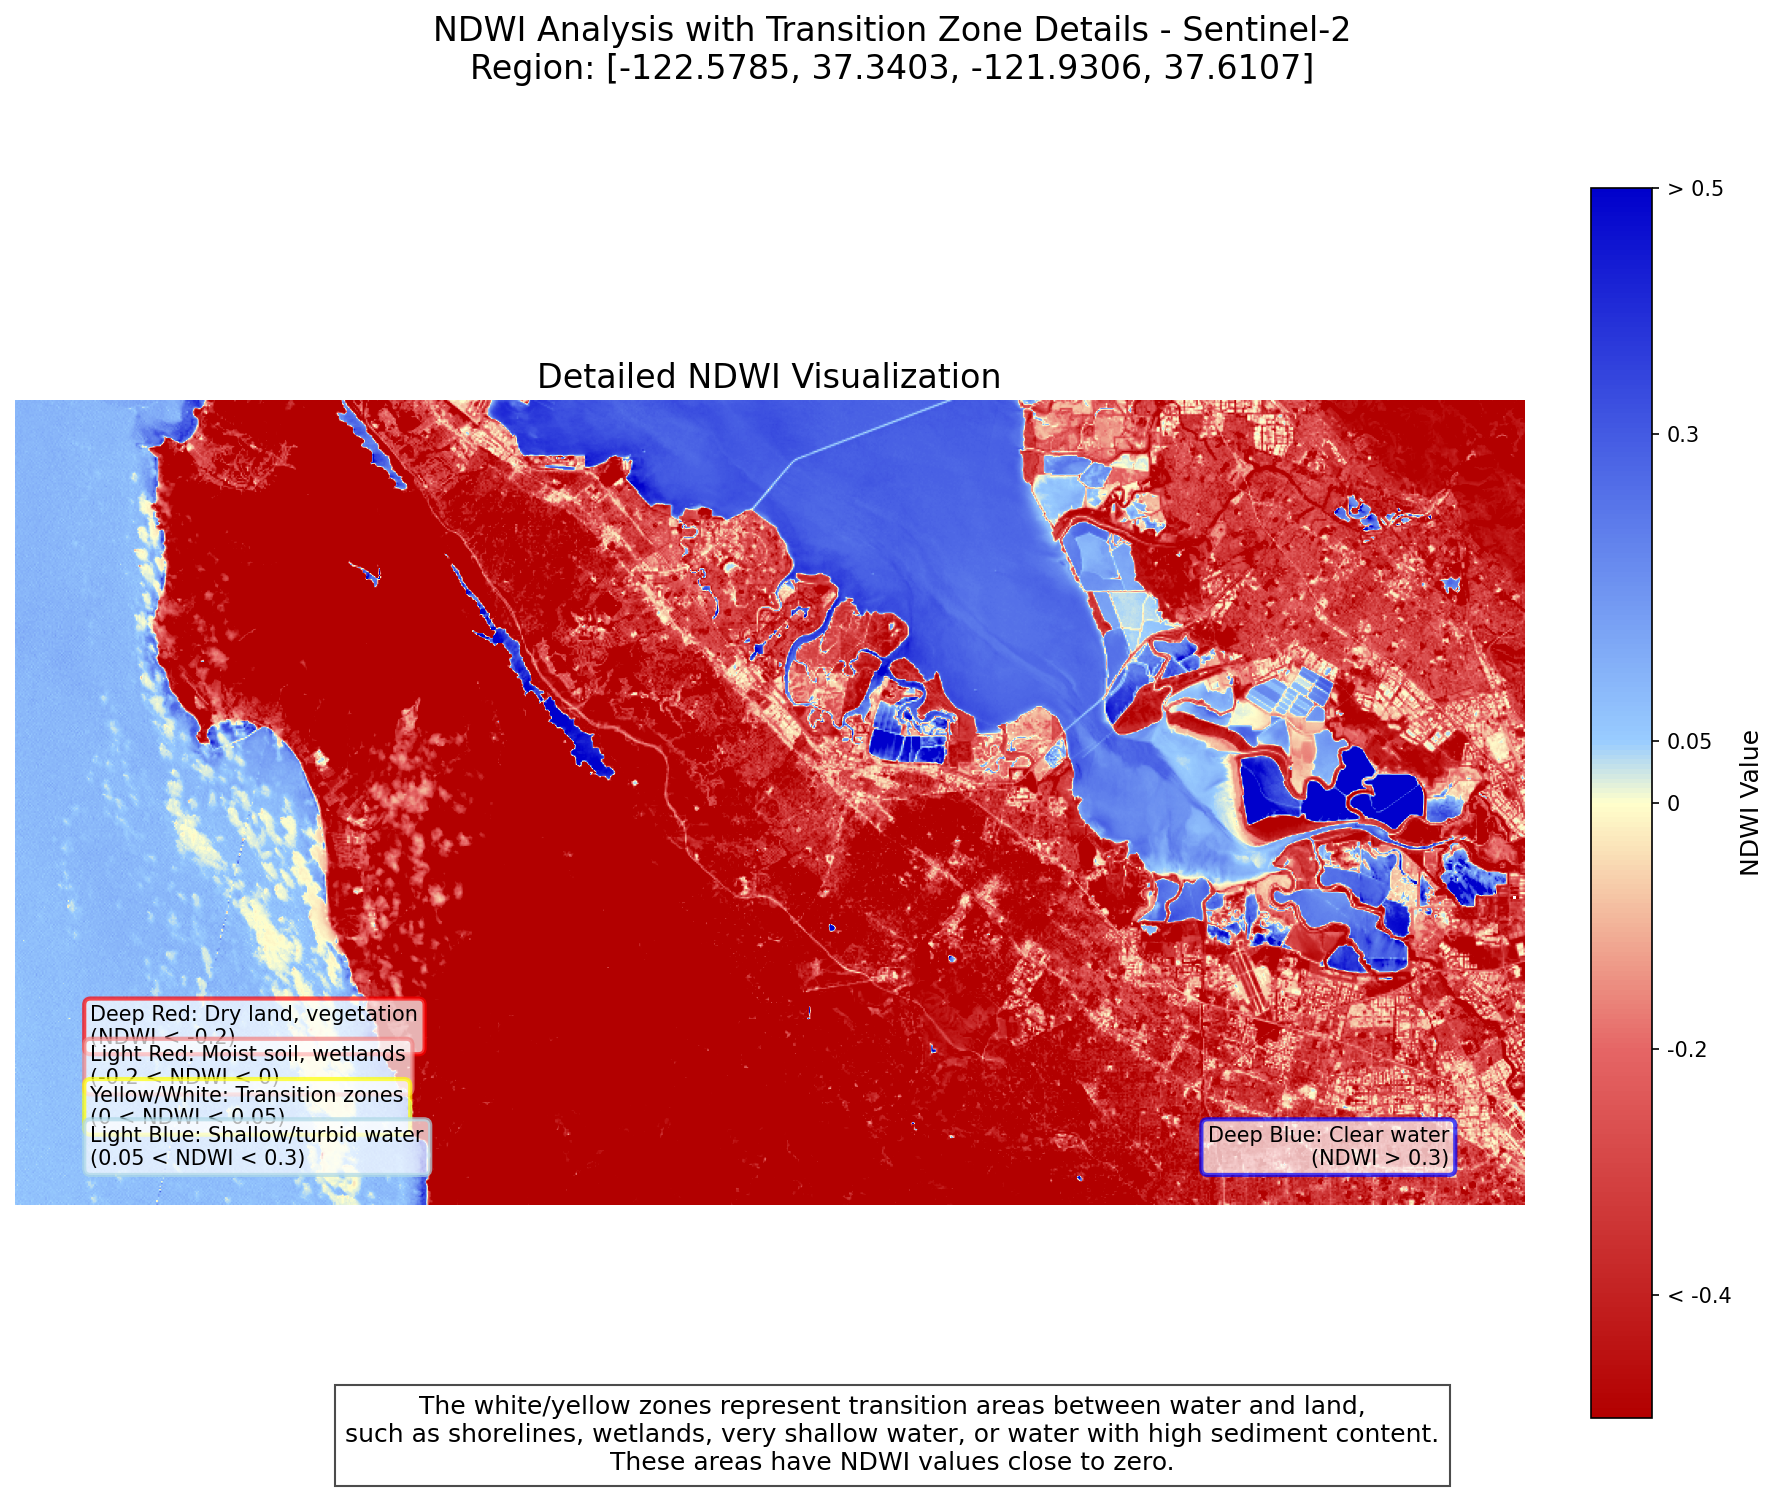 NDWI Analysis with Transition Zone Details - Sentinel-2
Region: [-122.5785, 37.3403, -121.9306, 37.6107]
Detailed NDWI Visualization
> 0.5
0.3
0.05
0
-0.2
< -0.4
NDWI Value
Deep Red: Dry land, vegetation
(NDWI < -0.2)
Light Red: Moist soil, wetlands
(-0.2 < NDWI < 0)
Yellow/White: Transition zones
(0 < NDWI < 0.05)
Light Blue: Shallow/turbid water
(0.05 < NDWI < 0.3)
Deep Blue: Clear water
(NDWI > 0.3)
The white/yellow zones represent transition areas between water and land,
such as shorelines, wetlands, very shallow water, or water with high sediment content.
These areas have NDWI values close to zero.